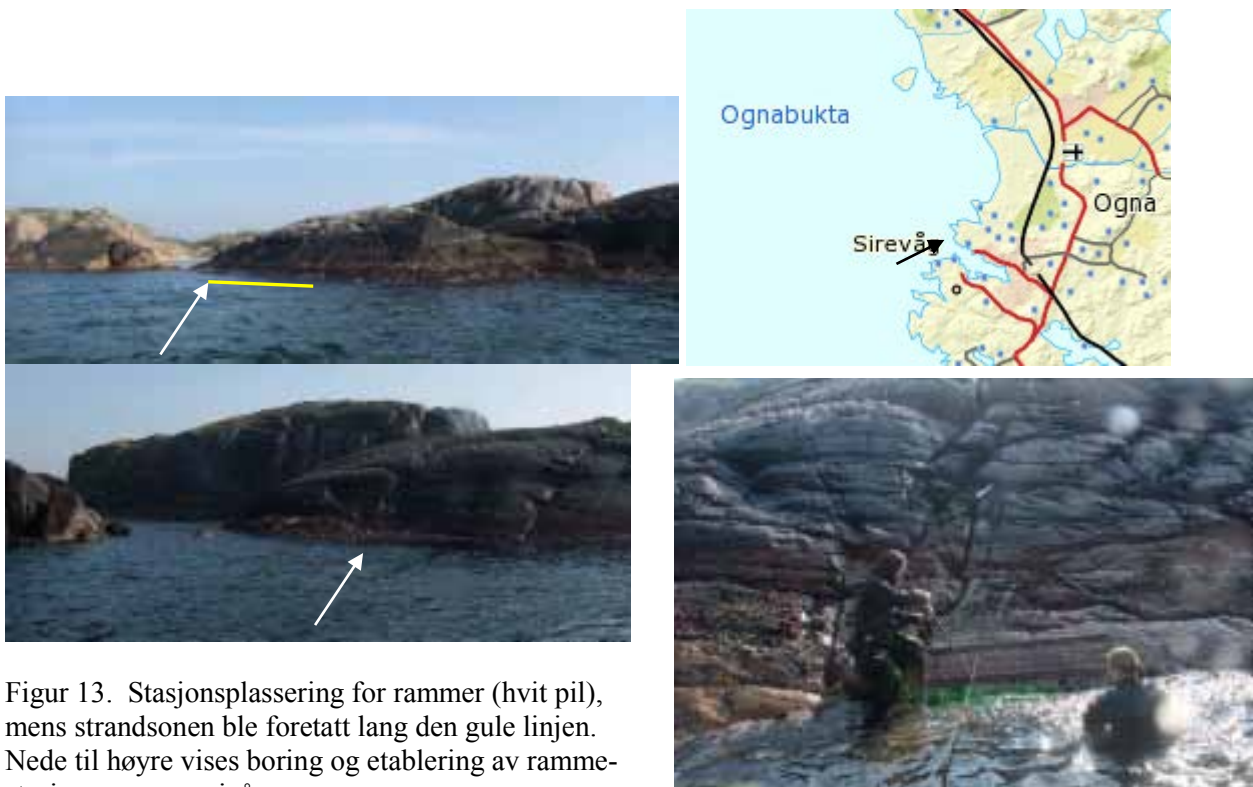 Ognabukta
Ogna
Sirevåg
Figur 13. Stasjonsplassering for rammer (hvit pil),
mens strandsonen ble foretatt lang den gule linjen.
Nede til høyre vises boring og etablering av ramme-